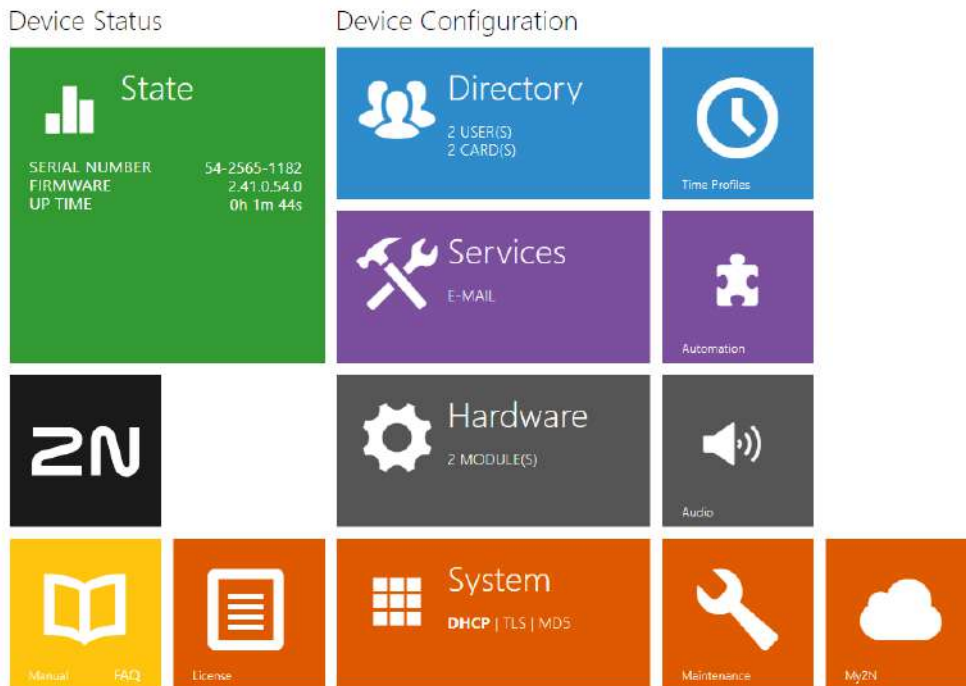 Device Status
Device Configuration
State
SERIAL NUMBER 54-2565-1182
FIRMWARE 2.41.0.54.0
UP TIME 0h 1m 44s
Directory
2 USER(S)
2 CARD(S)
Time Profiles
Services
E-MAIL
Automation
2N
Hardware
2 MODULE(S)
Audio
Manual FAQ
License
System
DHCP | TLS | MD5
Maintenance
My2N